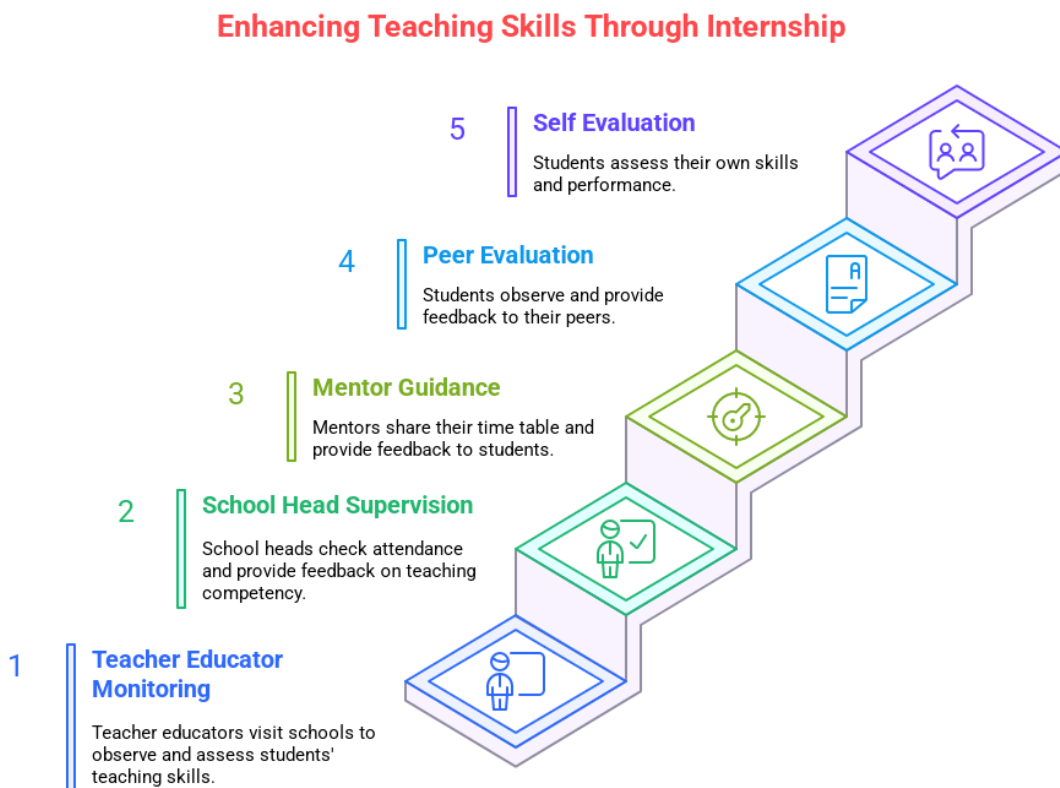 Enhancing Teaching Skills Through Internship
5
Self Evaluation
Students assess their own skills
and performance.
4
Peer Evaluation
Students observe and provide
feedback to their peers.
3
Mentor Guidance
Mentors share their time table and
provide feedback to students.
2
School Head Supervision
School heads check attendance
and provide feedback on teaching
competency.
1
Teacher Educator
Monitoring
Teacher educators visit schools to
observe and assess students'
teaching skills.
A